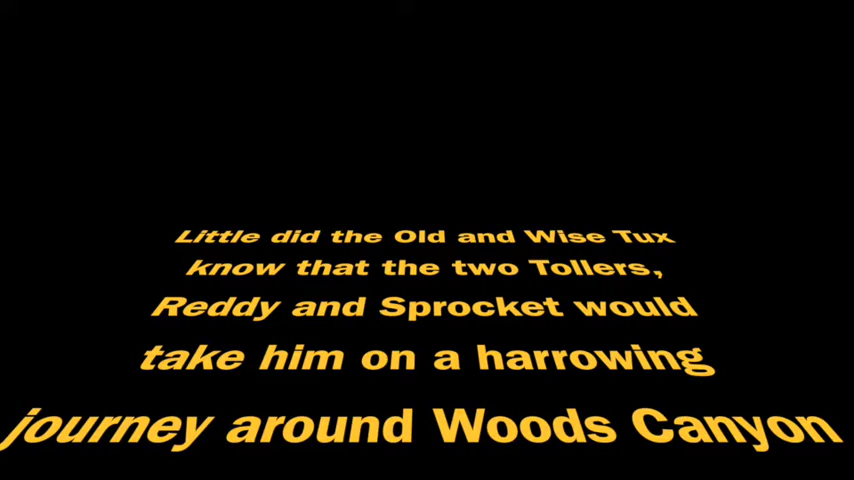 Little did the Old and Wise Tux
know that the two Tollers,
Reddy and Sprocket would
take him on a harrowing
journey around Woods Canyon